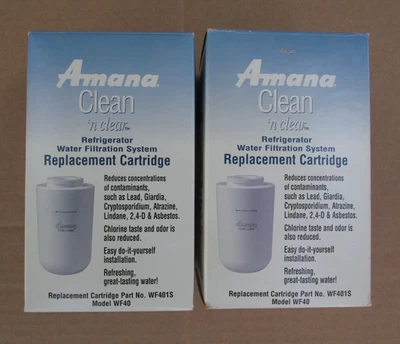 Amana
Clean
'n clear™
Refrigerator
Water Filtration System
Replacement Cartridge
Reduces concentrations
of contaminants,
such as Lead, Giardia,
Cryptosporidium, Atrazine,
Lindane, 2,4-D & Asbestos.
Chlorine taste and odor is
also reduced.
Easy do-it-yourself
installation.
Refreshing,
great-tasting water!
Amana
Replacement Cartridge Part No. WF401S
Model WF40
Amana
Clean
'n clear™
Refrigerator
Water Filtration System
Replacement Cartridge
Reduces concentrations
of contaminants,
such as Lead, Giardia,
Cryptosporidium, Atrazine,
Lindane, 2,4-D & Asbestos.
Chlorine taste and odor is
also reduced.
Easy do-it-yourself
installation.
Refreshing,
great-tasting water!
Amana
Replacement Cartridge Part No. WF401S
Model WF40